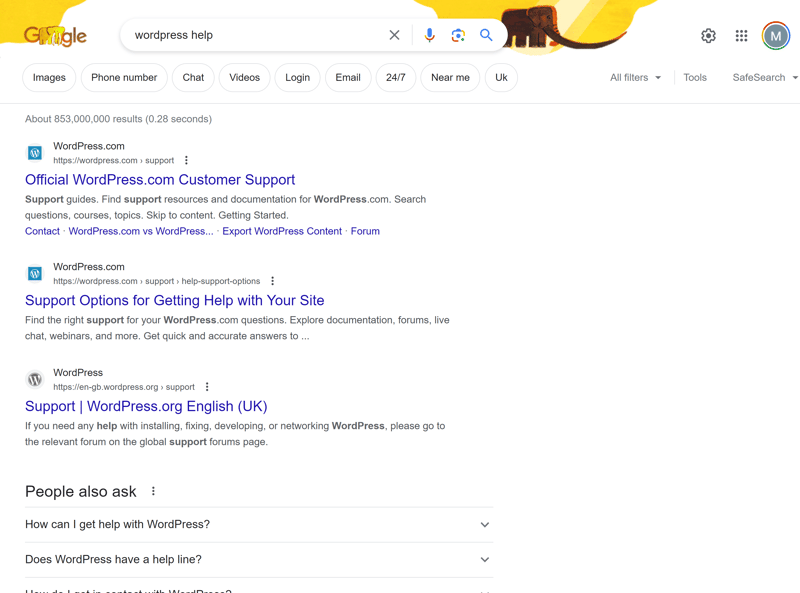 Google
wordpress help
M
Images Phone number Chat Videos Login Email 24/7 Near me Uk All filters Tools SafeSearch
About 853,000,000 results (0.28 seconds)
WordPress.com
https://wordpress.com › support
Official WordPress.com Customer Support
Support guides. Find support resources and documentation for WordPress.com. Search
questions, courses, topics. Skip to content. Getting Started.
Contact · WordPress.com vs WordPress... · Export WordPress Content · Forum
WordPress.com
https://wordpress.com › support › help-support-options
Support Options for Getting Help with Your Site
Find the right support for your WordPress.com questions. Explore documentation, forums, live
chat, webinars, and more. Get quick and accurate answers to ...
WordPress
https://en-gb.wordpress.org › support
Support | WordPress.org English (UK)
If you need any help with installing, fixing, developing, or networking WordPress, please go to
the relevant forum on the global support forums page.
People also ask
How can I get help with WordPress?
Does WordPress have a help line?
How do I get in contact with WordPress?